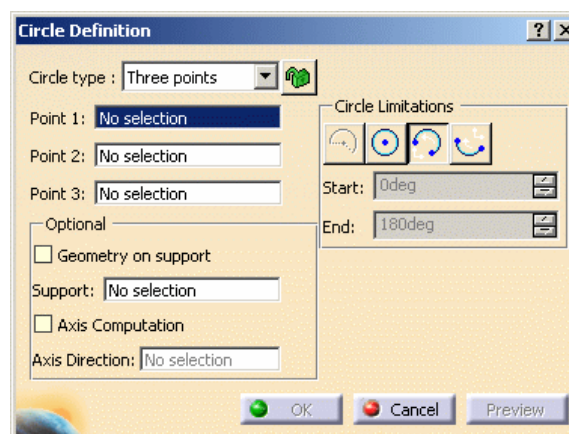 Circle Definition
Circle type : Three points
Point 1: No selection
Point 2: No selection
Point 3: No selection
Circle Limitations
Start: 0deg
End: 180deg
Optional
Geometry on support
Support: No selection
Axis Computation
Axis Direction: No selection
OK Cancel Preview